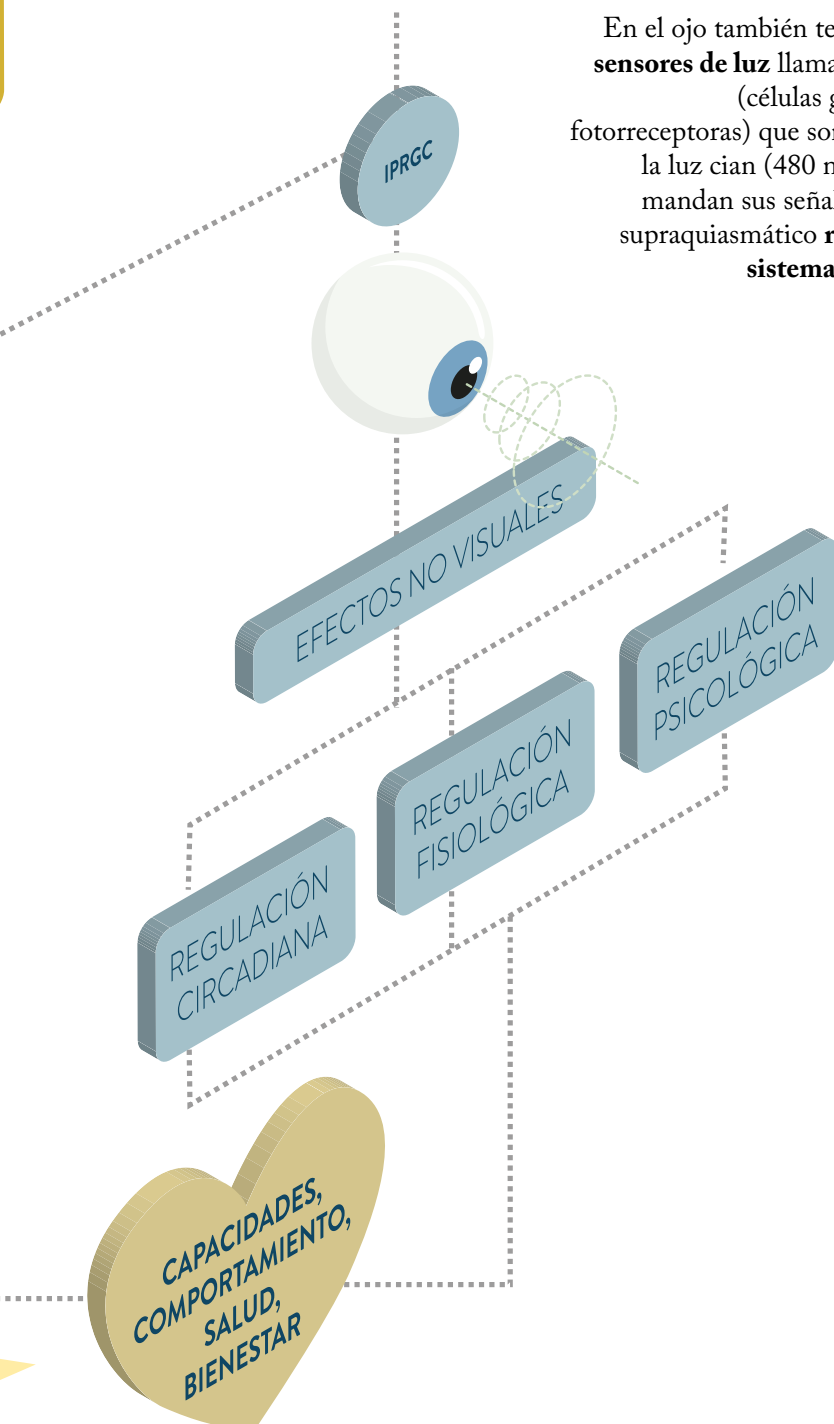 En el ojo también te
sensores de luz llama
(células g
fotorreceptoras) que so
la luz cian (480 n
mandan sus seña
supraquiasmático r
sistema
IPRGC
EFECTOS NO VISUALES
REGULACIÓN
PSICOLÓGICA
REGULACIÓN
FISIOLÓGICA
REGULACIÓN
CIRCADIANA
CAPACIDADES,
COMPORTAMIENTO,
SALUD,
BIENESTAR